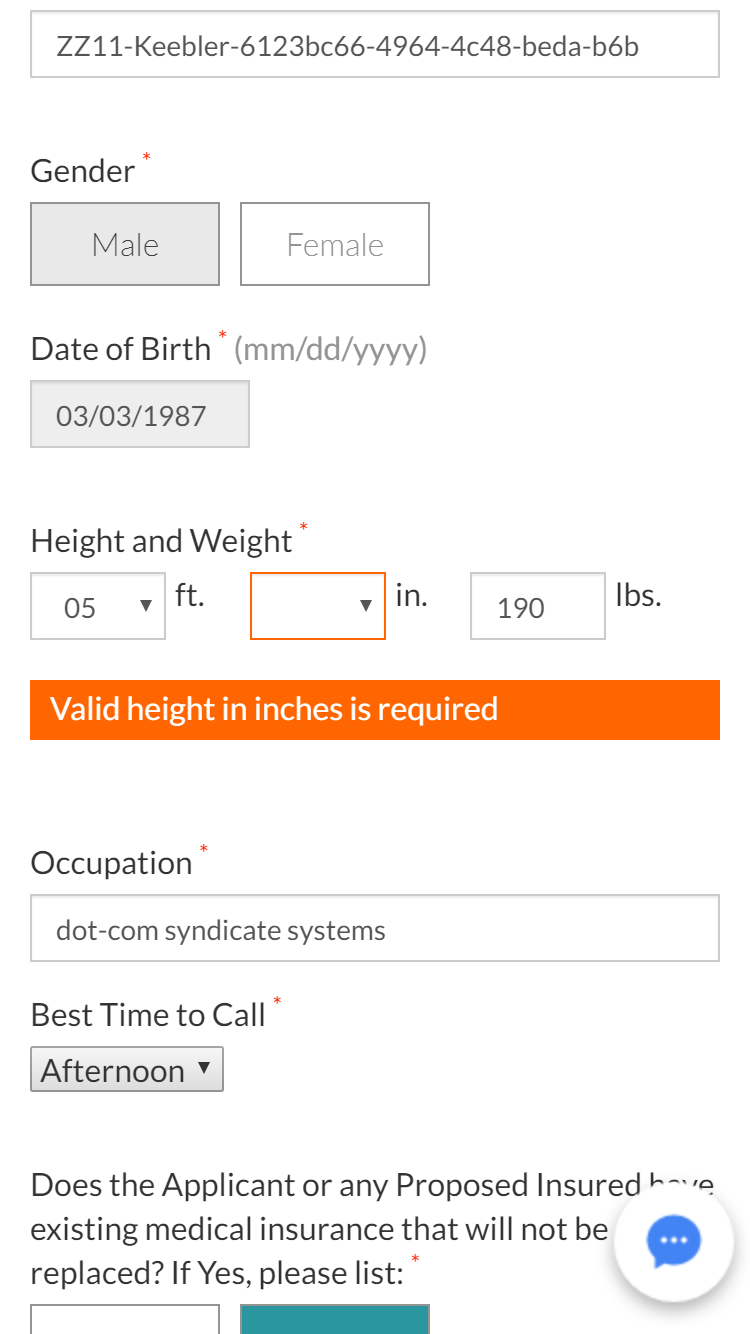 ZZ11-Keebler-6123bc66-4964-4c48-beda-b6b
Gender *
Male Female
Date of Birth * (mm/dd/yyyy)
03/03/1987
Height and Weight *
05 ft. in. 190 lbs.
Valid height in inches is required
Occupation *
dot-com syndicate systems
Best Time to Call *
Afternoon
Does the Applicant or any Proposed Insured have
existing medical insurance that will not be
replaced? If Yes, please list: *